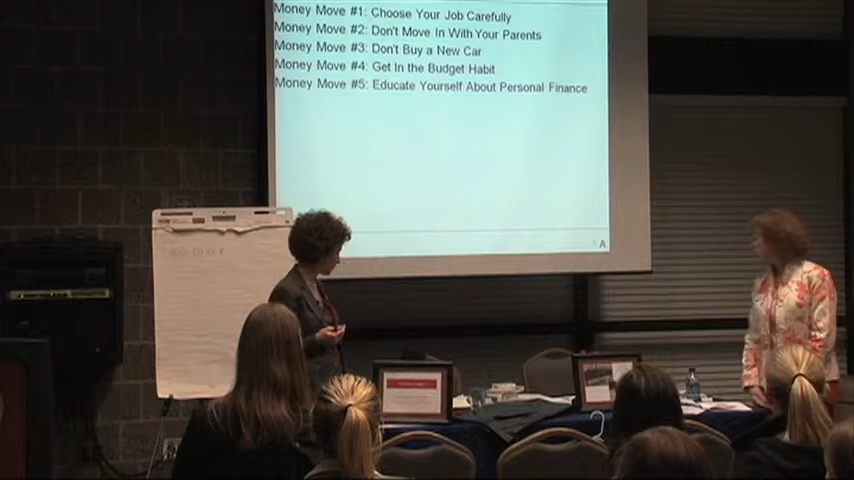 Money Move #1: Choose Your Job Carefully
Money Move #2: Don't Move In With Your Parents
Money Move #3: Don't Buy a New Car
Money Move #4: Get In the Budget Habit
Money Move #5: Educate Yourself About Personal Finance
A